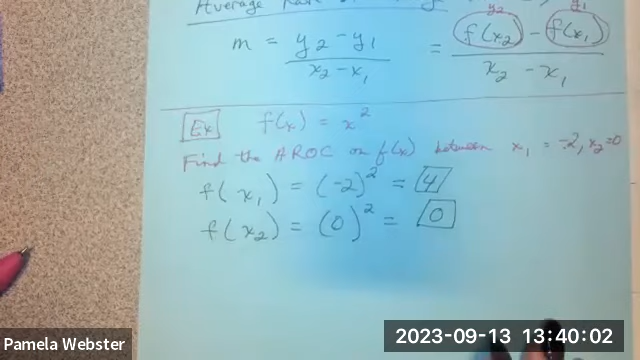 Average Rate
y2 y1
m = y2 - y1 / x2 - x1 = f(x2) - f(x1) / x2 - x1
Ex f(x) = x^2
Find the AROC on f(x) between x1 = -2, x2 = 0
f(x1) = (-2)^2 = 4
f(x2) = (0)^2 = 0
Pamela Webster
2023-09-13 13:40:02